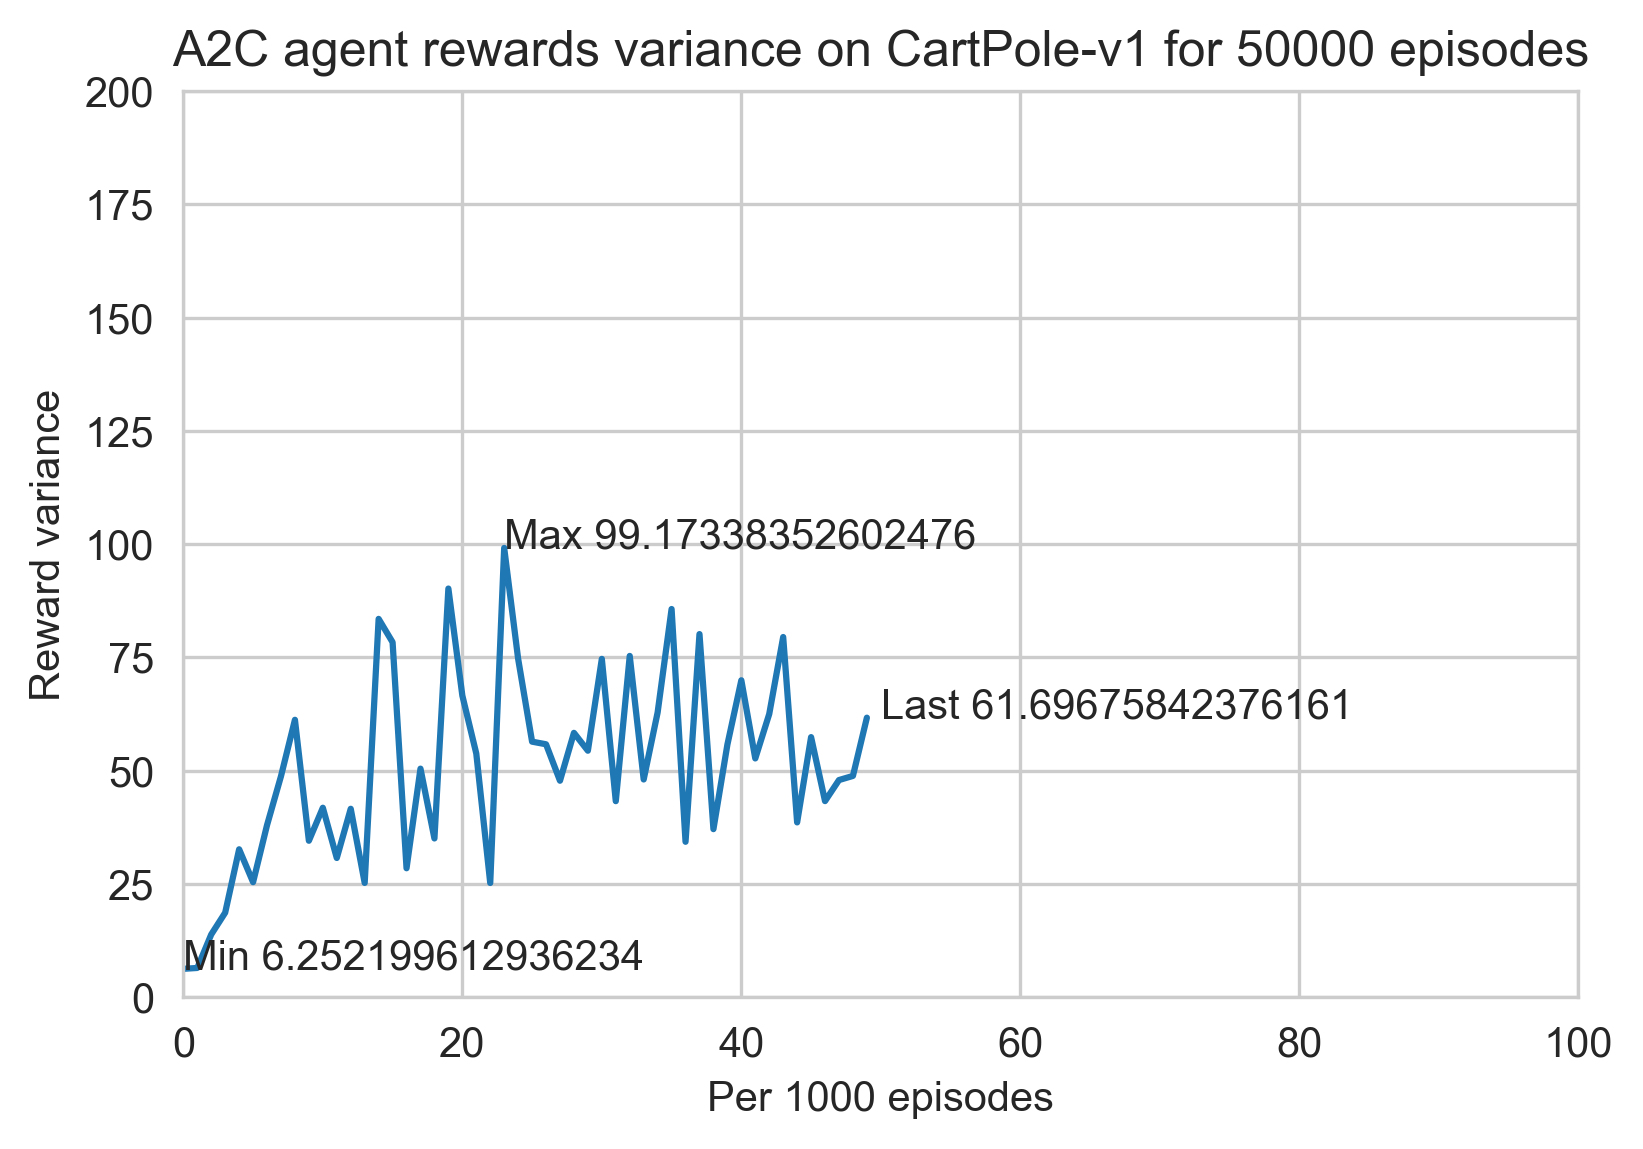 A2C agent rewards variance on CartPole-v1 for 50000 episodes
200
175
150
125
100
75
50
25
0
Reward variance
Max 99.17338352602476
Last 61.69675842376161
Min 6.252199612936234
0 20 40 60 80 100
Per 1000 episodes